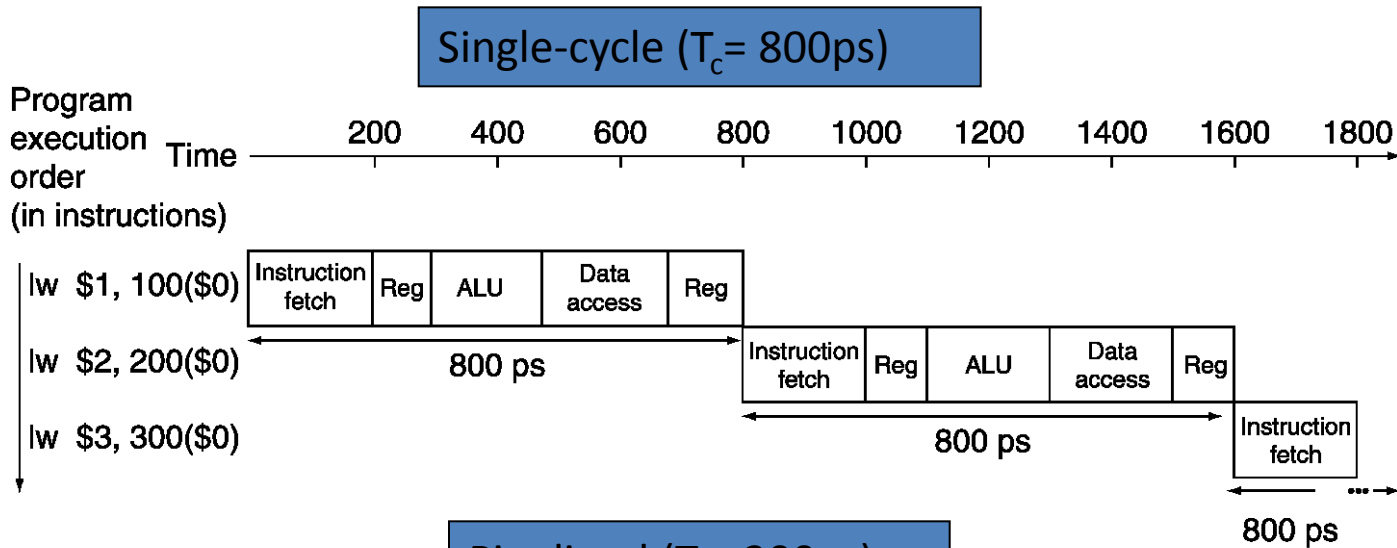 Single-cycle (Tc= 800ps)
Program
execution
order
(in instructions)
Time
200 400 600 800 1000 1200 1400 1600 1800
lw $1, 100($0)
Instruction
fetch
Reg
ALU
Data
access
Reg
800 ps
lw $2, 200($0)
Instruction
fetch
Reg
ALU
Data
access
Reg
800 ps
lw $3, 300($0)
Instruction
fetch
...
800 ps